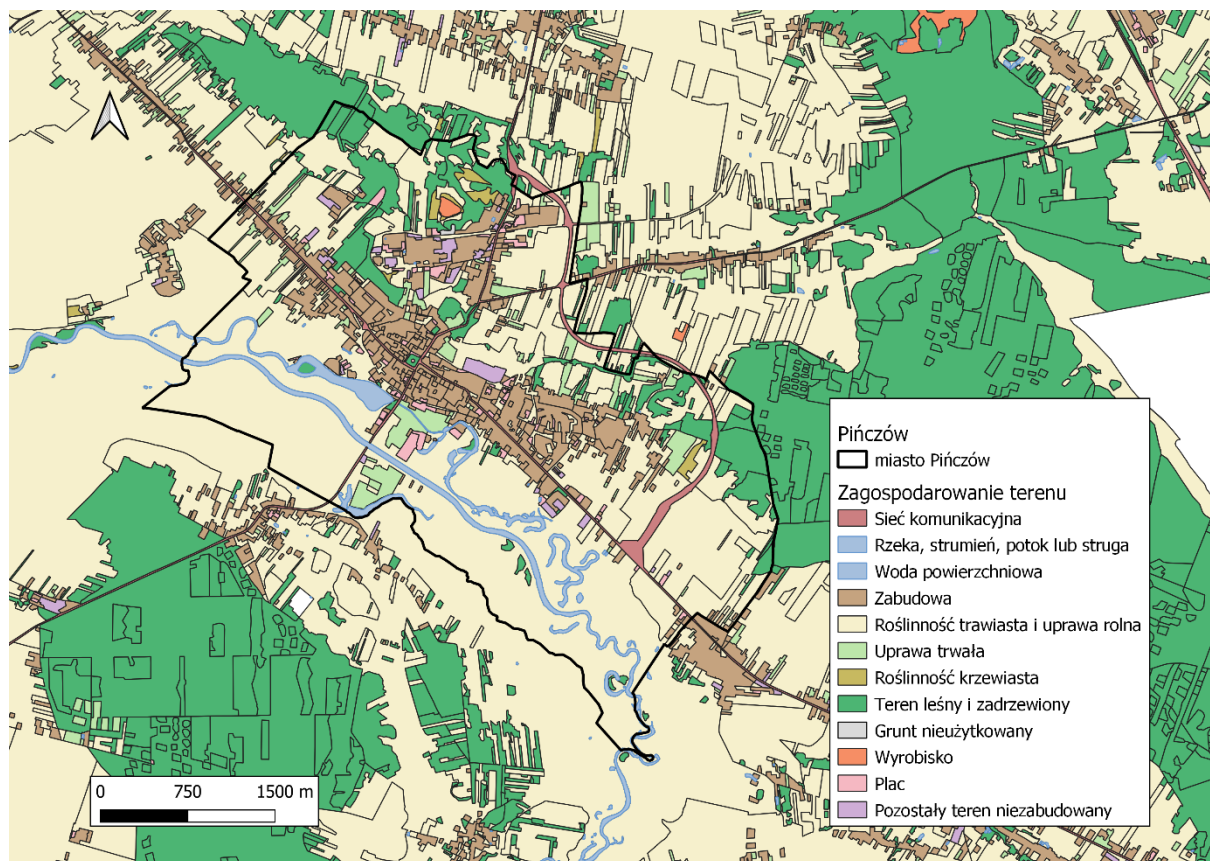 Pińczów
miasto Pińczów
Zagospodarowanie terenu
Sieć komunikacyjna
Rzeka, strumień, potok lub struga
Woda powierzchniowa
Zabudowa
Roślinność trawiasta i uprawa rolna
Uprawa trwała
Roślinność krzewiasta
Teren leśny i zadrzewiony
Grunt nieużytkowany
Wyrobisko
Plac
Pozostały teren niezabudowany
0 750 1500 m